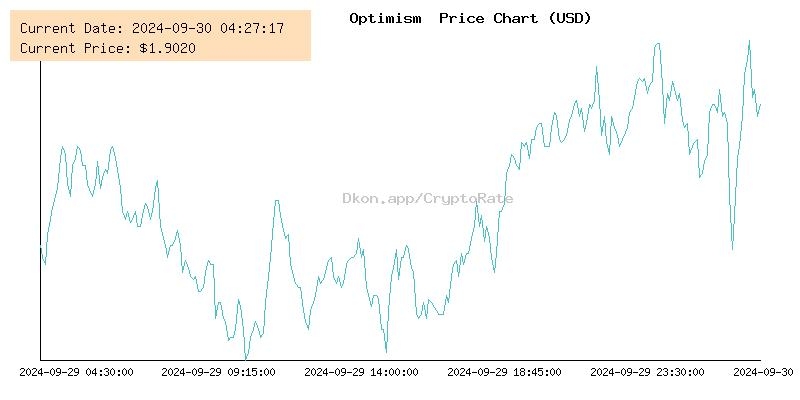 Optimism  Price Chart (USD)
Current Date: 2024-09-30 04:27:17
Current Price: $1.9020
Dkon.app/CryptoRate
2024-09-29 04:30:00 2024-09-29 09:15:00 2024-09-29 14:00:00 2024-09-29 18:45:00 2024-09-29 23:30:00 2024-09-30